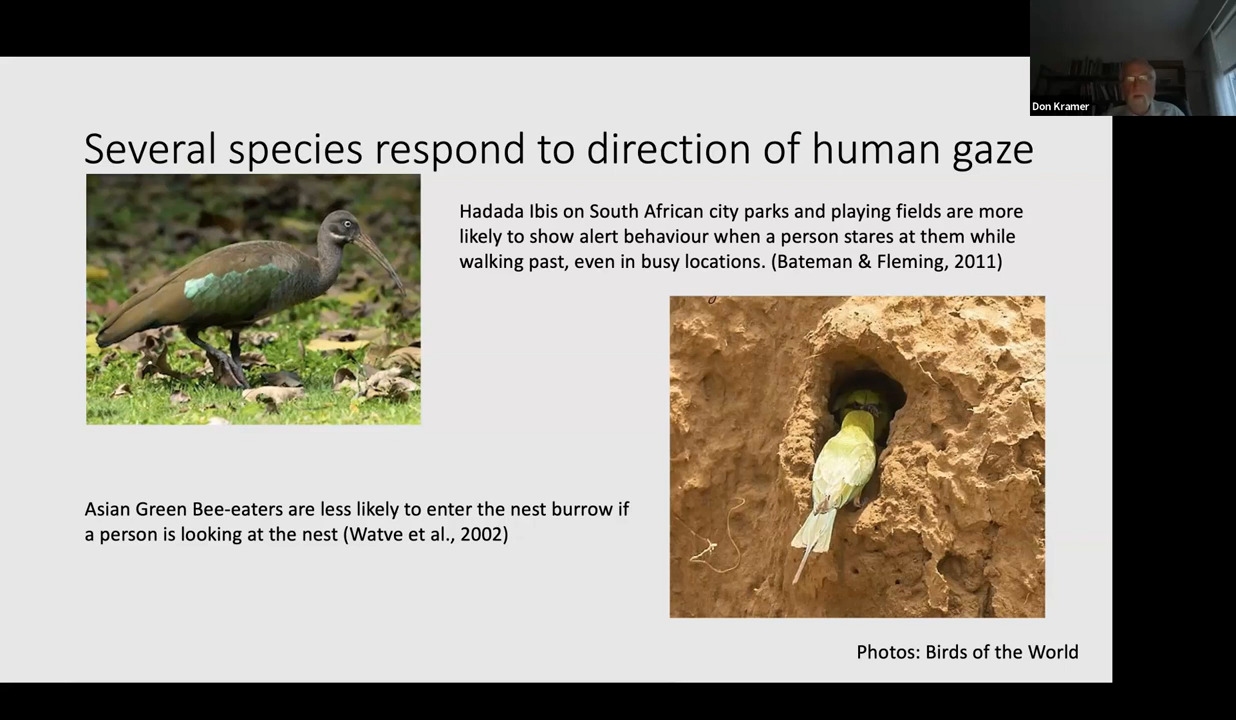 Don Kramer
Several species respond to direction of human gaze
Hadada Ibis on South African city parks and playing fields are more
likely to show alert behaviour when a person stares at them while
walking past, even in busy locations. (Bateman & Fleming, 2011)
Asian Green Bee-eaters are less likely to enter the nest burrow if
a person is looking at the nest (Watve et al., 2002)
Photos: Birds of the World